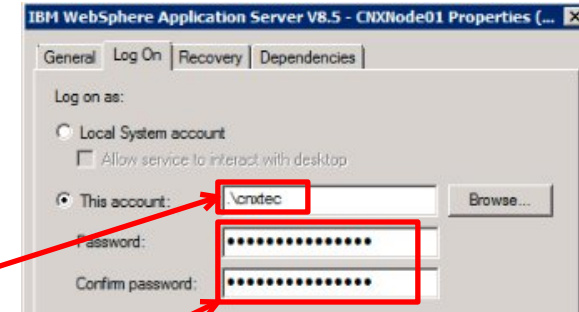 IBM WebSphere Application Server V8.5 - CNXNode01 Properties (...
General Log On Recovery Dependencies
Log on as:
Local System account
Allow service to interact with desktop
This account: .\cnxtec Browse...
Password: •••••••••••••••
Confirm password: •••••••••••••••